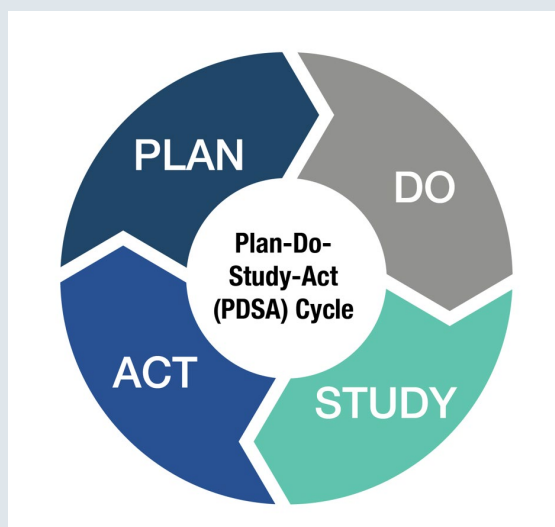 PLAN
DO
Plan-Do-
Study-Act
(PDSA) Cycle
ACT
STUDY